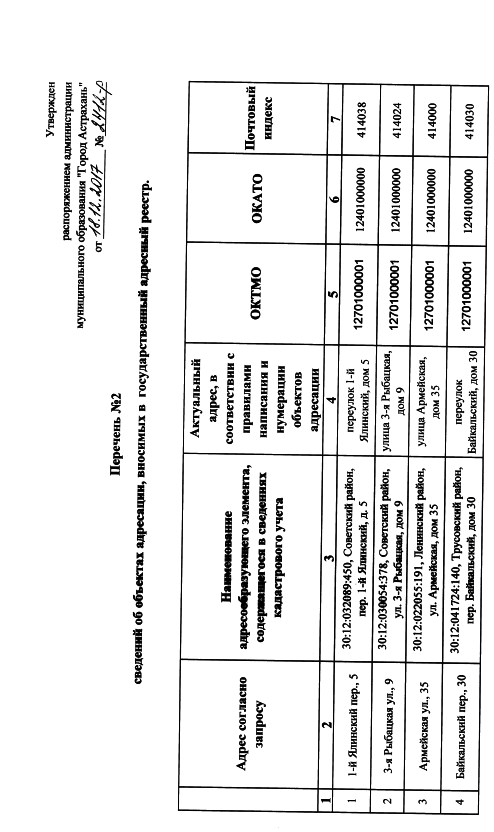 Утвержден
распоряжением администрации
муниципального образования "Город Астрахань"
от 18.12.2017 № 2412-р
Перечень №2
сведений об объектах адресации, вносимых в государственный адресный реестр.
Адрес согласно запросу
Наименование адресообразующего элемента, содержащегося в сведениях кадастрового учета
Актуальный адрес, в соответствии с правилами написания и нумерации объектов адресации
ОКТМО
ОКАТО
Почтовый индекс
1 2 3 4 5 6 7
1 1-й Ялинский пер., 5 30:12:032089:450, Советский район, пер. 1-й Ялинский, д. 5 переулок 1-й Ялинский, дом 5 12701000001 12401000000 414038
2 3-я Рыбацкая ул., 9 30:12:030054:378, Советский район, ул. 3-я Рыбацкая, дом 9 улица 3-я Рыбацкая, дом 9 12701000001 12401000000 414024
3 Армейская ул., 35 30:12:022055:191, Ленинский район, ул. Армейская, дом 35 улица Армейская, дом 35 12701000001 12401000000 414000
4 Байкальский пер., 30 30:12:041724:140, Трусовский район, пер. Байкальский, дом 30 переулок Байкальский, дом 30 12701000001 12401000000 414030